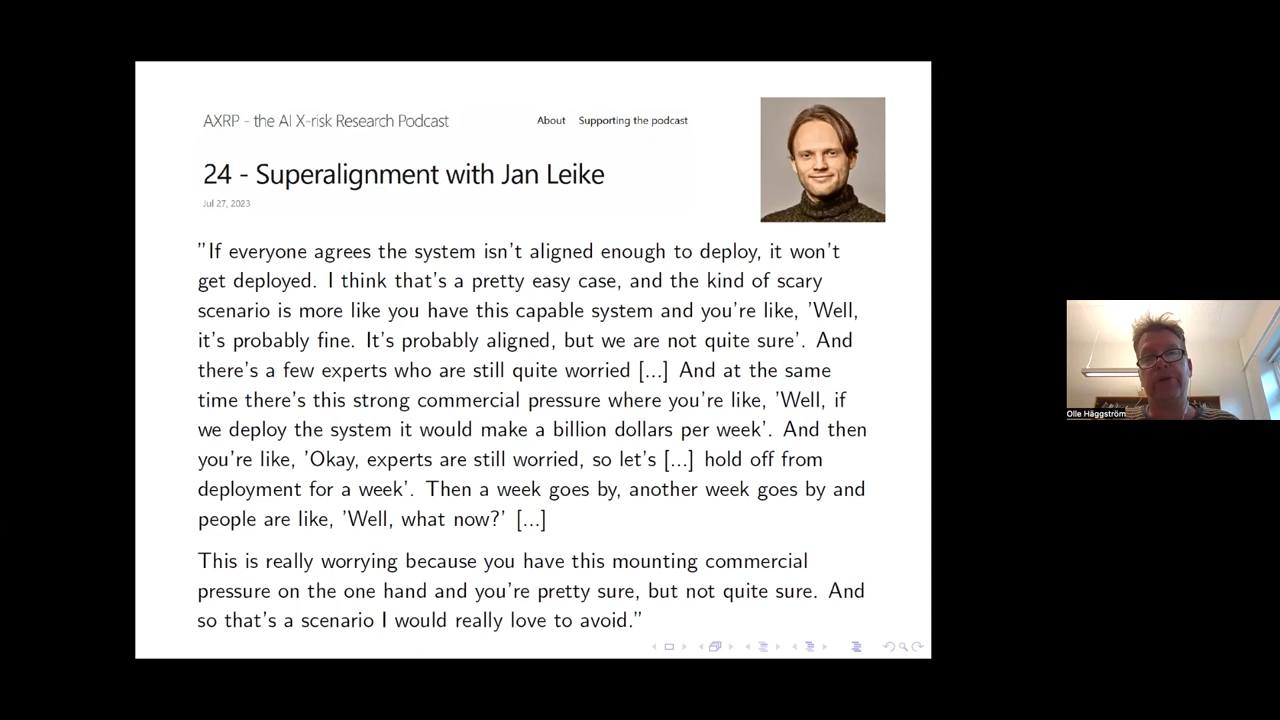 AXRP - the AI X-risk Research Podcast
About Supporting the podcast
24 - Superalignment with Jan Leike
Jul 27, 2023
”If everyone agrees the system isn’t aligned enough to deploy, it won’t
get deployed. I think that’s a pretty easy case, and the kind of scary
scenario is more like you have this capable system and you’re like, ’Well,
it’s probably fine. It’s probably aligned, but we are not quite sure’. And
there’s a few experts who are still quite worried [...] And at the same
time there’s this strong commercial pressure where you’re like, ’Well, if
we deploy the system it would make a billion dollars per week’. And then
you’re like, ’Okay, experts are still worried, so let’s [...] hold off from
deployment for a week’. Then a week goes by, another week goes by and
people are like, ’Well, what now?’ [...]
This is really worrying because you have this mounting commercial
pressure on the one hand and you’re pretty sure, but not quite sure. And
so that’s a scenario I would really love to avoid.”
Olle Häggström